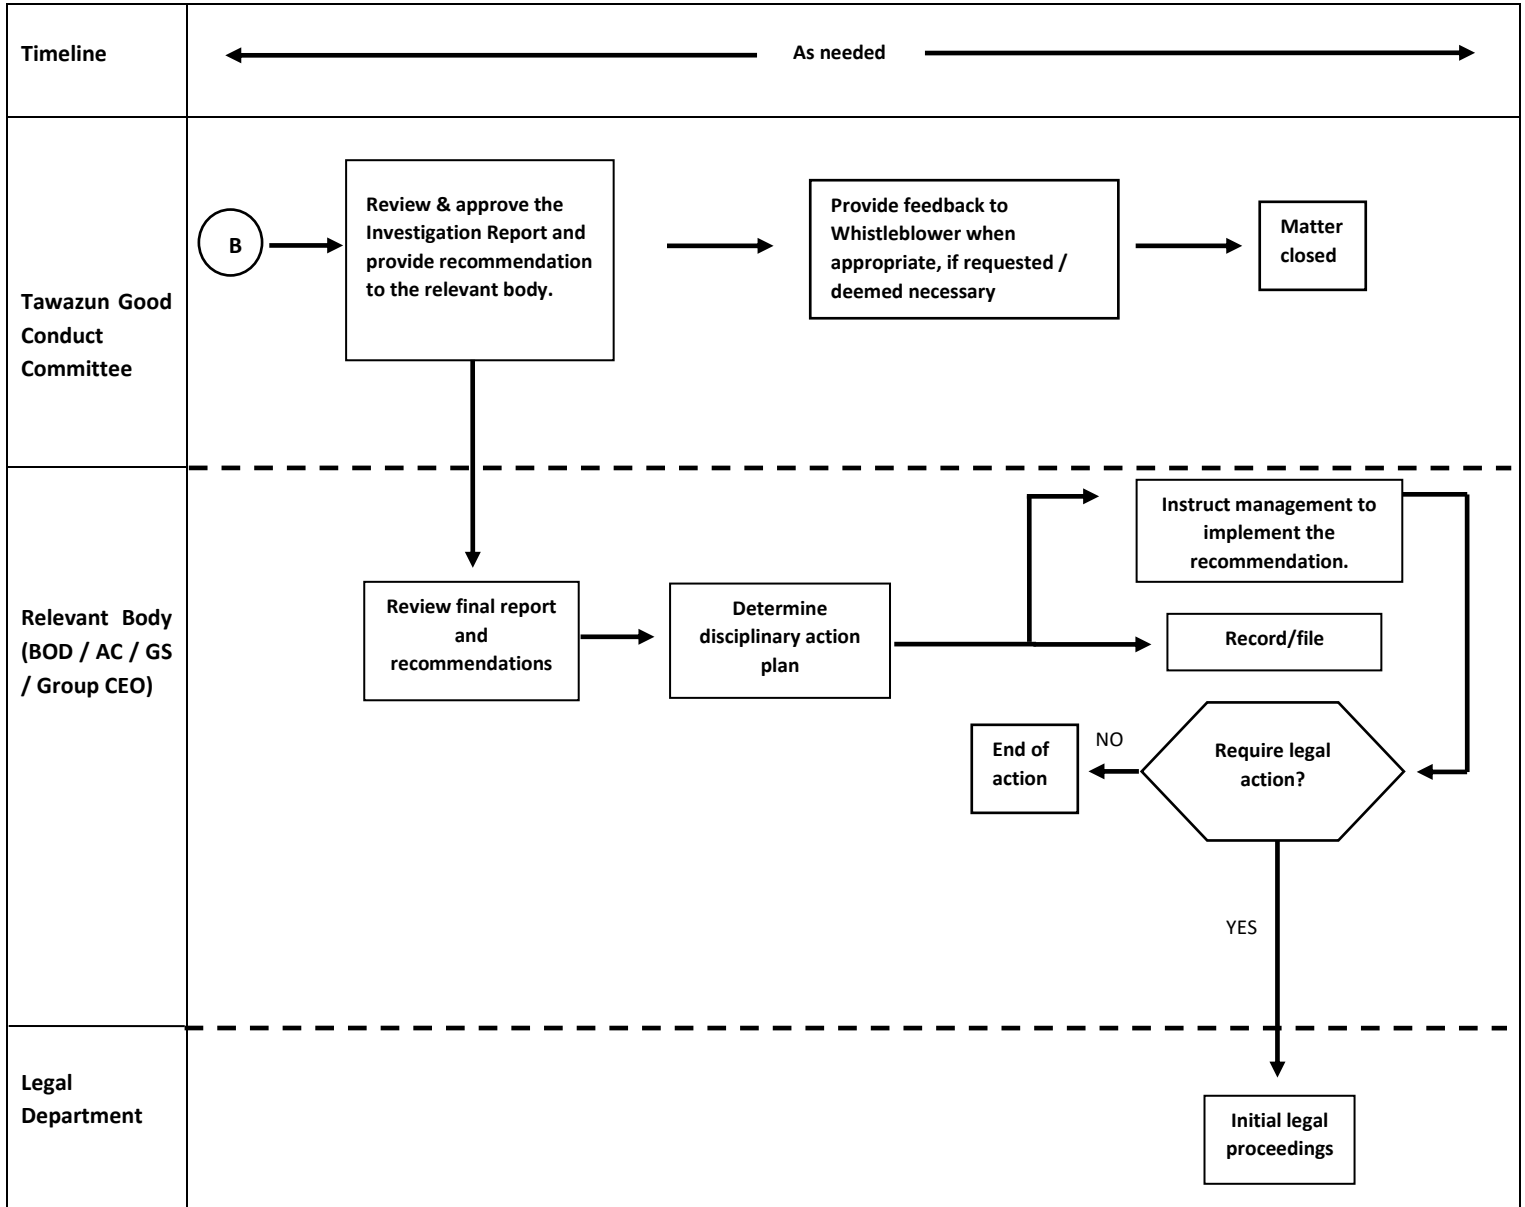 Timeline
As needed
Tawazun Good
Conduct
Committee
B
Review & approve the
Investigation Report and
provide recommendation
to the relevant body.
Provide feedback to
Whistleblower when
appropriate, if requested /
deemed necessary
Matter
closed
Relevant Body
(BOD / AC / GS
/ Group CEO)
Review final report
and
recommendations
Determine
disciplinary action
plan
Instruct management to
implement the
recommendation.
Record/file
Require legal
action?
NO
End of
action
YES
Legal
Department
Initial legal
proceedings